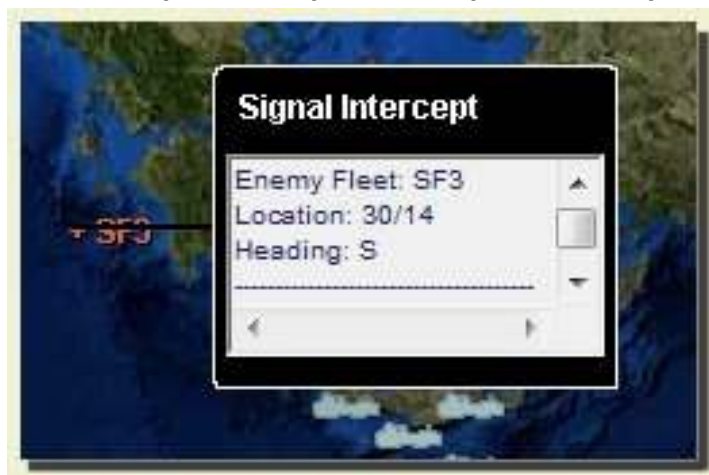 Signal Intercept
Enemy Fleet: SF3
Location: 30/14
Heading: S
+ SF3